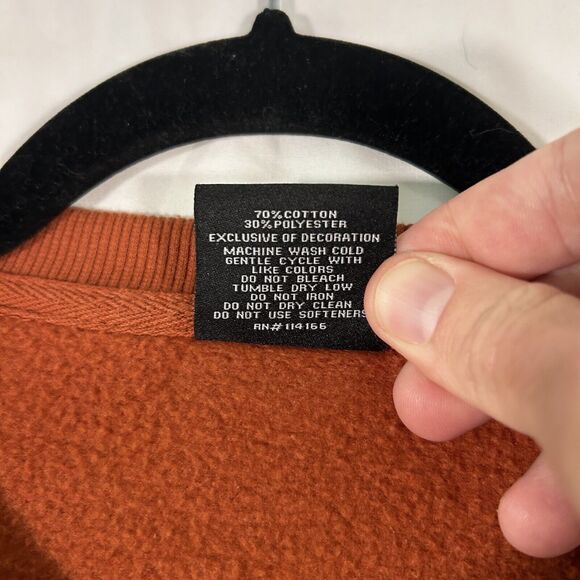 70%COTTON
30%POLYESTER
EXCLUSIVE OF DECORATION
MACHINE WASH COLD
GENTLE CYCLE WITH
LIKE COLORS
DO NOT BLEACH
TUMBLE DRY LOW
DO NOT IRON
DO NOT DRY CLEAN
DO NOT USE SOFTENERS
RN# 114166